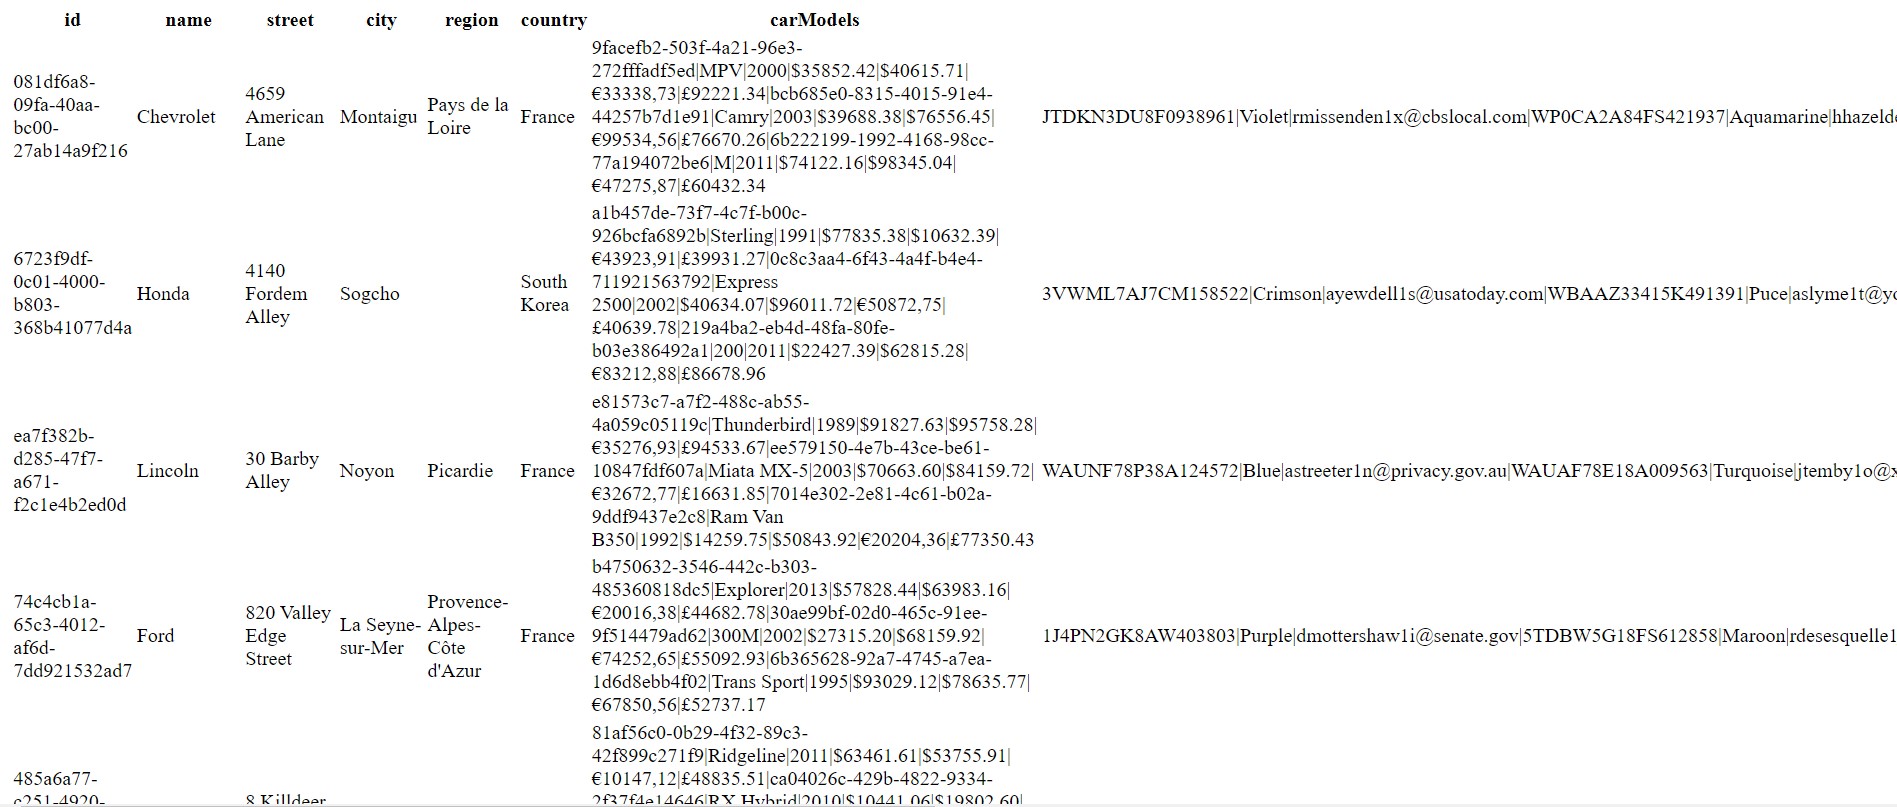 id name street city region country carModels
081df6a8-
09fa-40aa-
bc00-
27ab14a9f216
Chevrolet
4659
American
Lane
Montaigu
Pays de la
Loire
France
9facefb2-503f-4a21-96e3-
272fffadf5ed|MPV|2000|$35852.42|$40615.71|
€33338,73|£92221.34|bcb685e0-8315-4015-91e4-
44257b7d1e91|Camry|2003|$39688.38|$76556.45|
€99534,56|£76670.26|6b222199-1992-4168-98cc-
77a194072be6|M|2011|$74122.16|$98345.04|
€47275,87|£60432.34
JTDKN3DU8F0938961|Violet|rmissenden1x@cbslocal.com|WP0CA2A84FS421937|Aquamarine|hhazeld
6723f9df-
0c01-4000-
b803-
368b41077d4a
Honda
4140
Fordem
Alley
Sogcho
South
Korea
a1b457de-73f7-4c7f-b00c-
926bcfa6892b|Sterling|1991|$77835.38|$10632.39|
€43923,91|£39931.27|0c8c3aa4-6f43-4a4f-b4e4-
711921563792|Express
2500|2002|$40634.07|$96011.72|€50872,75|
£40639.78|219a4ba2-eb4d-48fa-80fe-
b03e386492a1|200|2011|$22427.39|$62815.28|
€83212,88|£86678.96
3VWML7AJ7CM158522|Crimson|ayewdell1s@usatoday.com|WBAAZ33415K491391|Puce|aslyme1t@y
ea7f382b-
d285-47f7-
a671-
f2c1e4b2ed0d
Lincoln
30 Barby
Alley
Noyon
Picardie
France
e81573c7-a7f2-488c-ab55-
4a059c05119c|Thunderbird|1989|$91827.63|$95758.28|
€35276,93|£94533.67|ee579150-4e7b-43ce-be61-
10847fdf607a|Miata MX-5|2003|$70663.60|$84159.72|
€32672,77|£16631.85|7014e302-2e81-4c61-b02a-
9ddf9437e2c8|Ram Van
B350|1992|$14259.75|$50843.92|€20204,36|£77350.43
WAUNF78P38A124572|Blue|astreeter1n@privacy.gov.au|WAUAF78E18A009563|Turquoise|jtemby1o@
74c4cb1a-
65c3-4012-
af6d-
7dd921532ad7
Ford
820 Valley
Edge
Street
La Seyne-
sur-Mer
Provence-
Alpes-
Côte
d'Azur
France
b4750632-3546-442c-b303-
485360818dc5|Explorer|2013|$57828.44|$63983.16|
€20016,38|£44682.78|30ae99bf-02d0-465c-91ee-
9f514479ad62|300M|2002|$27315.20|$68159.92|
€74252,65|£55092.93|6b365628-92a7-4745-a7ea-
1d6d8ebb4f02|Trans Sport|1995|$93029.12|$78635.77|
€67850,56|£52737.17
1J4PN2GK8AW403803|Purple|dmottershaw1i@senate.gov|5TDBW5G18FS612858|Maroon|rdesesquelle1
485a6a77-
c251-4920-
8 Killdeer
81af56c0-0b29-4f32-89c3-
42f899c271f9|Ridgeline|2011|$63461.61|$53755.91|
€10147,12|£48835.51|ca04026c-429b-4822-9334-
2f37f4e14646|RX Hybrid|2010|$10441.06|$19802.60|